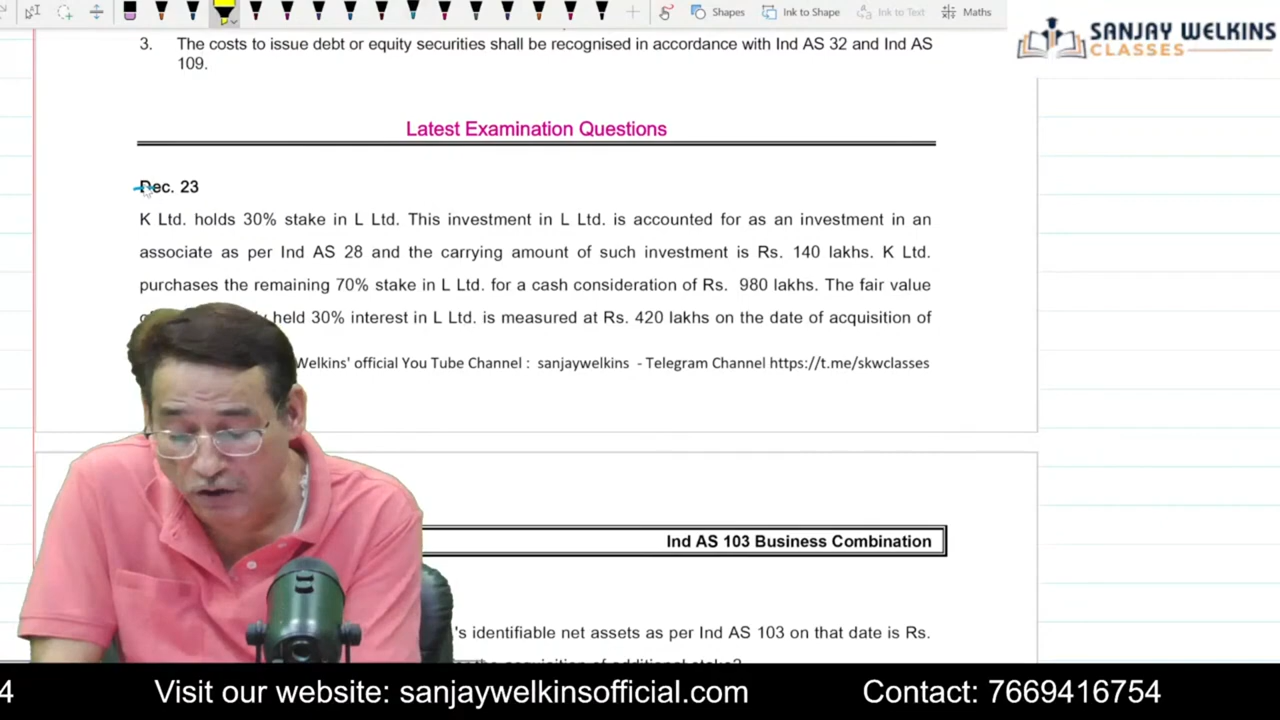 Shapes
Ink to Shape
Ink to Text
Maths
SANJAY WELKINS
CLASSES
3. The costs to issue debt or equity securities shall be recognised in accordance with Ind AS 32 and Ind AS
109.
Latest Examination Questions
Dec. 23
K Ltd. holds 30% stake in L Ltd. This investment in L Ltd. is accounted for as an investment in an
associate as per Ind AS 28 and the carrying amount of such investment is Rs. 140 lakhs. K Ltd.
purchases the remaining 70% stake in L Ltd. for a cash consideration of Rs. 980 lakhs. The fair value
held 30% interest in L Ltd. is measured at Rs. 420 lakhs on the date of acquisition of
Welkins' official You Tube Channel : sanjaywelkins - Telegram Channel https://t.me/skwclasses
Ind AS 103 Business Combination
's identifiable net assets as per Ind AS 103 on that date is Rs.
the acquisition of additional stake?
4 Visit our website: sanjaywelkinsofficial.com Contact: 7669416754